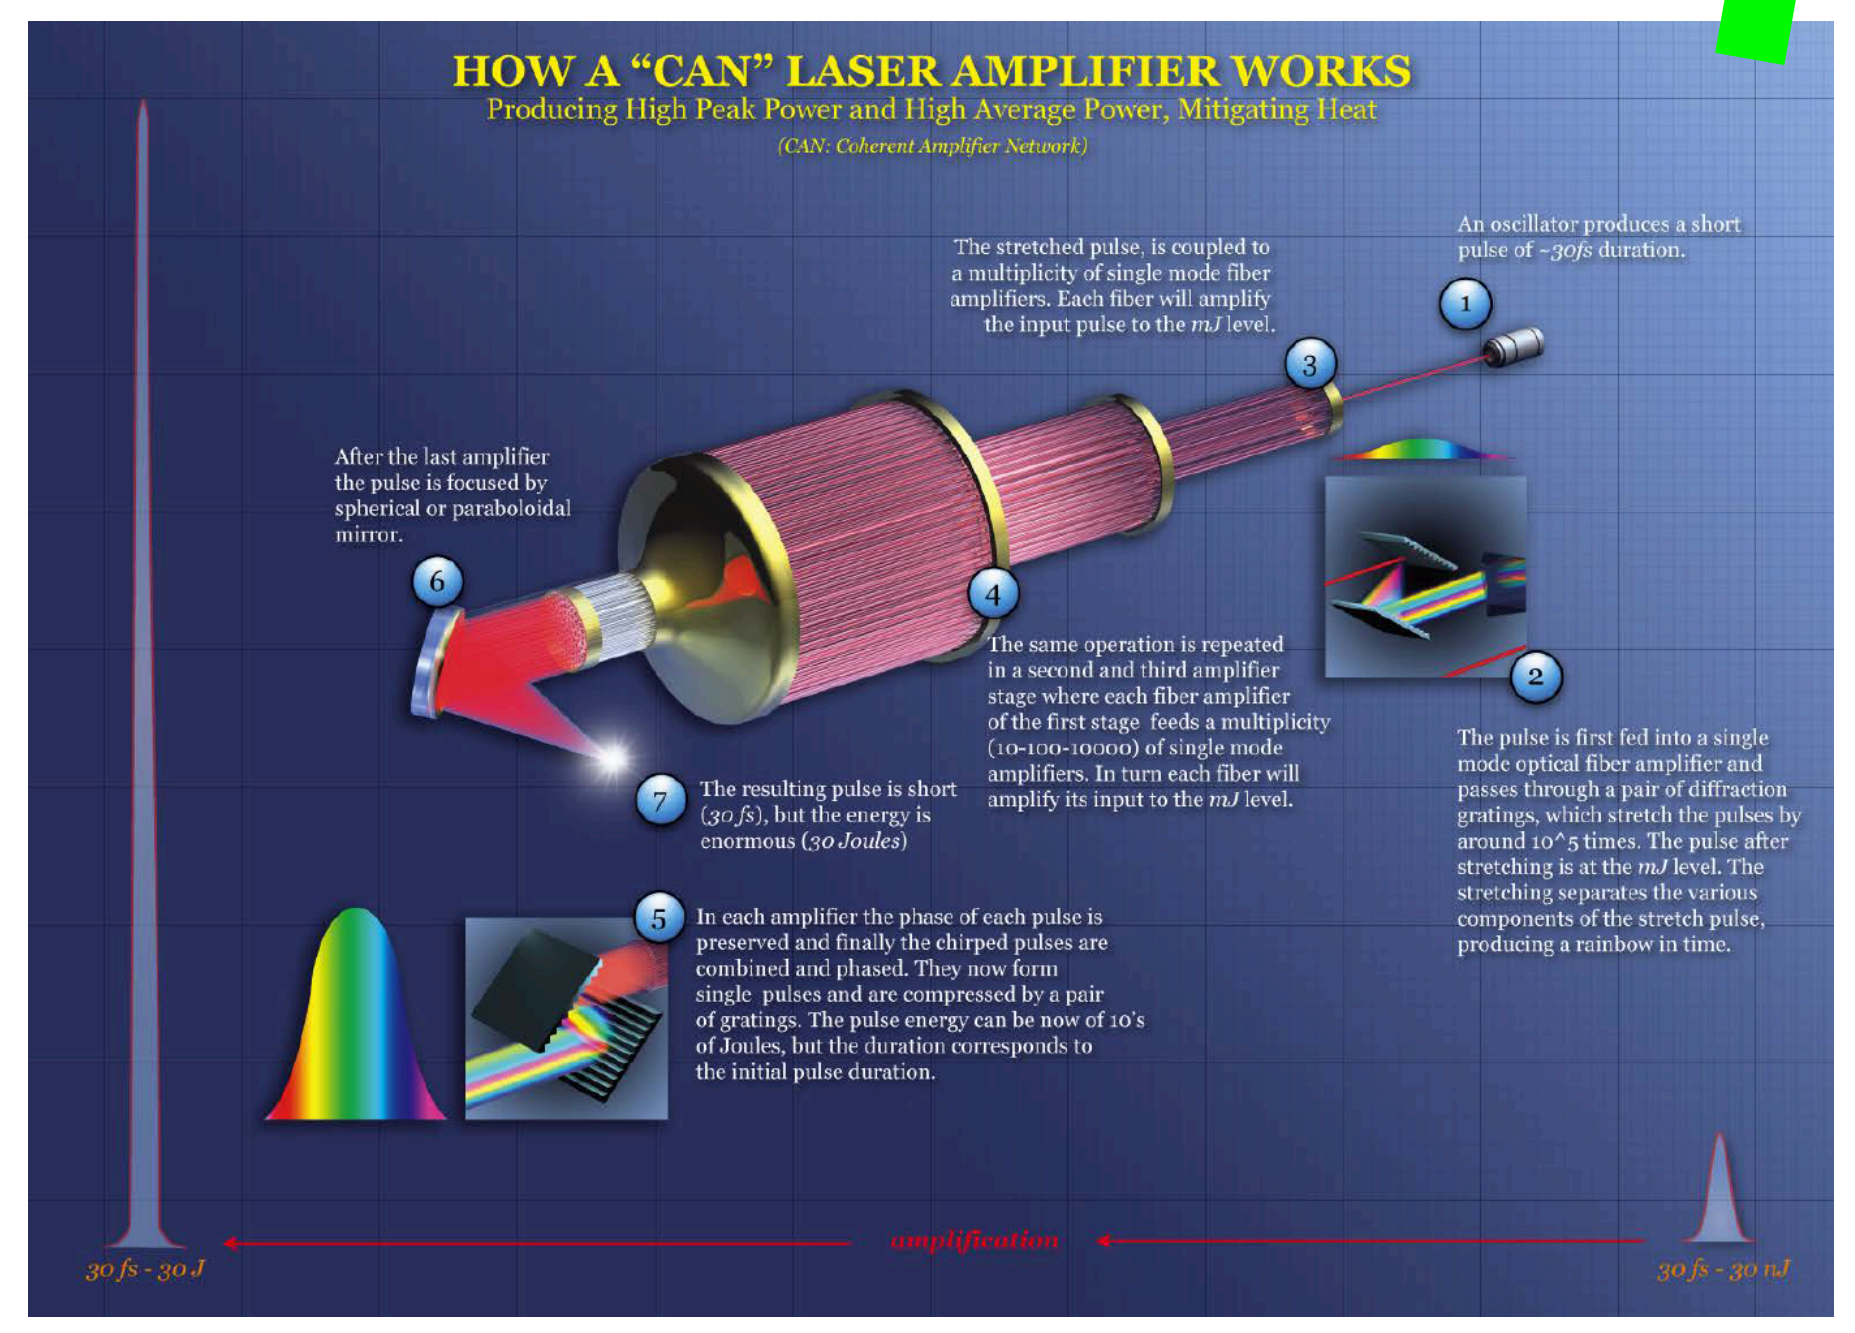 HOW A “CAN” LASER AMPLIFIER WORKS
Producing High Peak Power and High Average Power, Mitigating Heat
(CAN: Coherent Amplifier Network)
An oscillator produces a short
pulse of ~30fs duration.
1
The pulse is first fed into a single
mode optical fiber amplifier and
passes through a pair of diffraction
gratings, which stretch the pulses by
around 10^5 times. The pulse after
stretching is at the mJ level. The
stretching separates the various
components of the stretch pulse,
producing a rainbow in time.
2
The stretched pulse, is coupled to
a multiplicity of single mode fiber
amplifiers. Each fiber will amplify
the input pulse to the mJ level.
3
4
The same operation is repeated
in a second and third amplifier
stage where each fiber amplifier
of the first stage feeds a multiplicity
(10-100-10000) of single mode
amplifiers. In turn each fiber will
amplify its input to the mJ level.
5
In each amplifier the phase of each pulse is
preserved and finally the chirped pulses are
combined and phased. They now form
single pulses and are compressed by a pair
of gratings. The pulse energy can be now of 10’s
of Joules, but the duration corresponds to
the initial pulse duration.
After the last amplifier
the pulse is focused by
spherical or paraboloidal
mirror.
6
7
The resulting pulse is short
(30 fs), but the energy is
enormous (30 Joules)
30 fs - 30 J
amplification
30 fs - 30 nJ